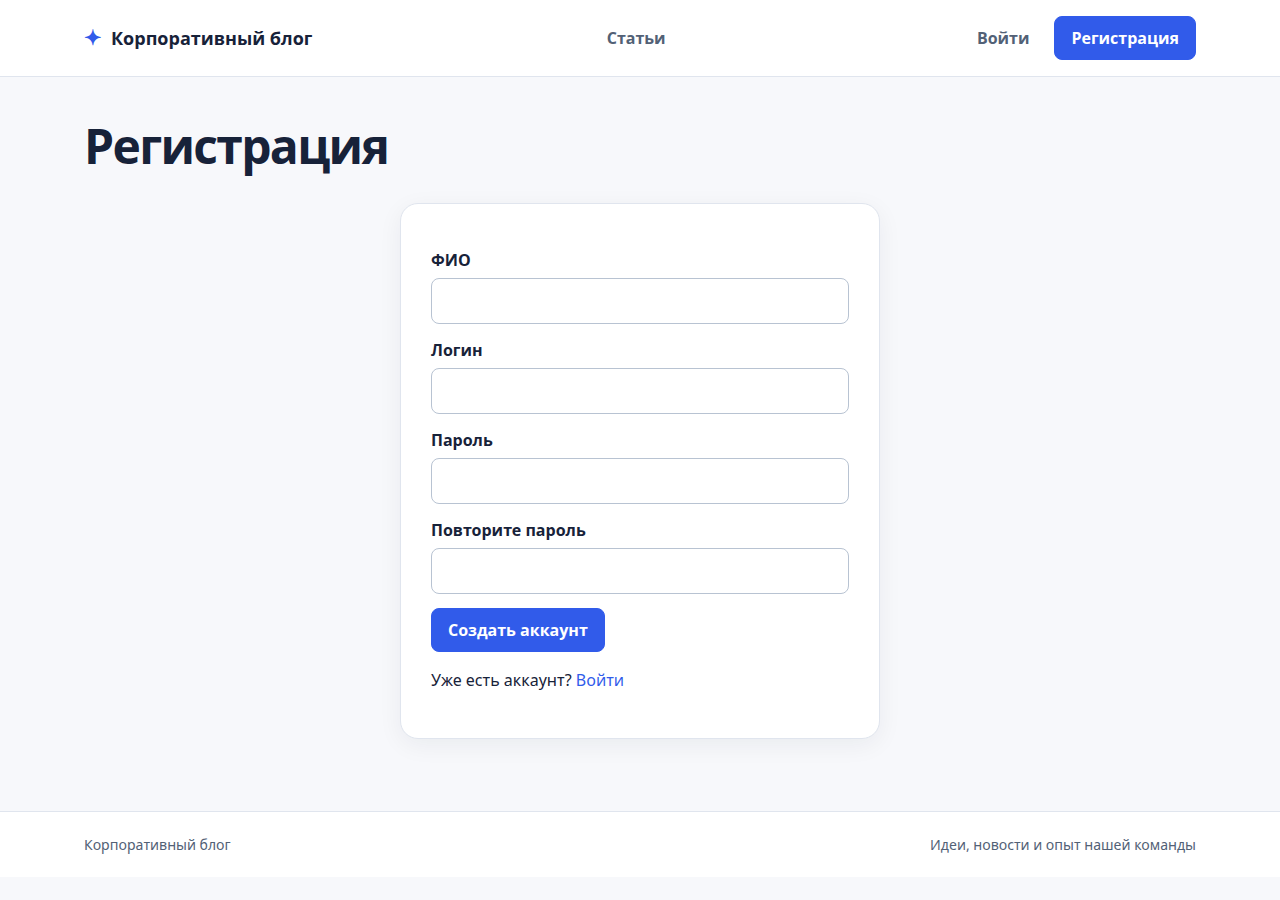 ✦ Корпоративный блог
Статьи
Войти
Регистрация
Регистрация
ФИО
Логин
Пароль
Повторите пароль
Создать аккаунт
Уже есть аккаунт? Войти
Корпоративный блог
Идеи, новости и опыт нашей команды